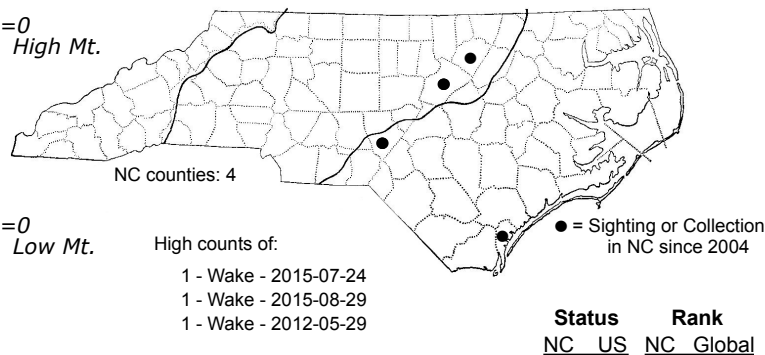 =0
High Mt.
NC counties: 4
=0
Low Mt.
High counts of:
1 - Wake - 2015-07-24
1 - Wake - 2015-08-29
1 - Wake - 2012-05-29
● = Sighting or Collection
in NC since 2004
Status Rank
NC US NC Global